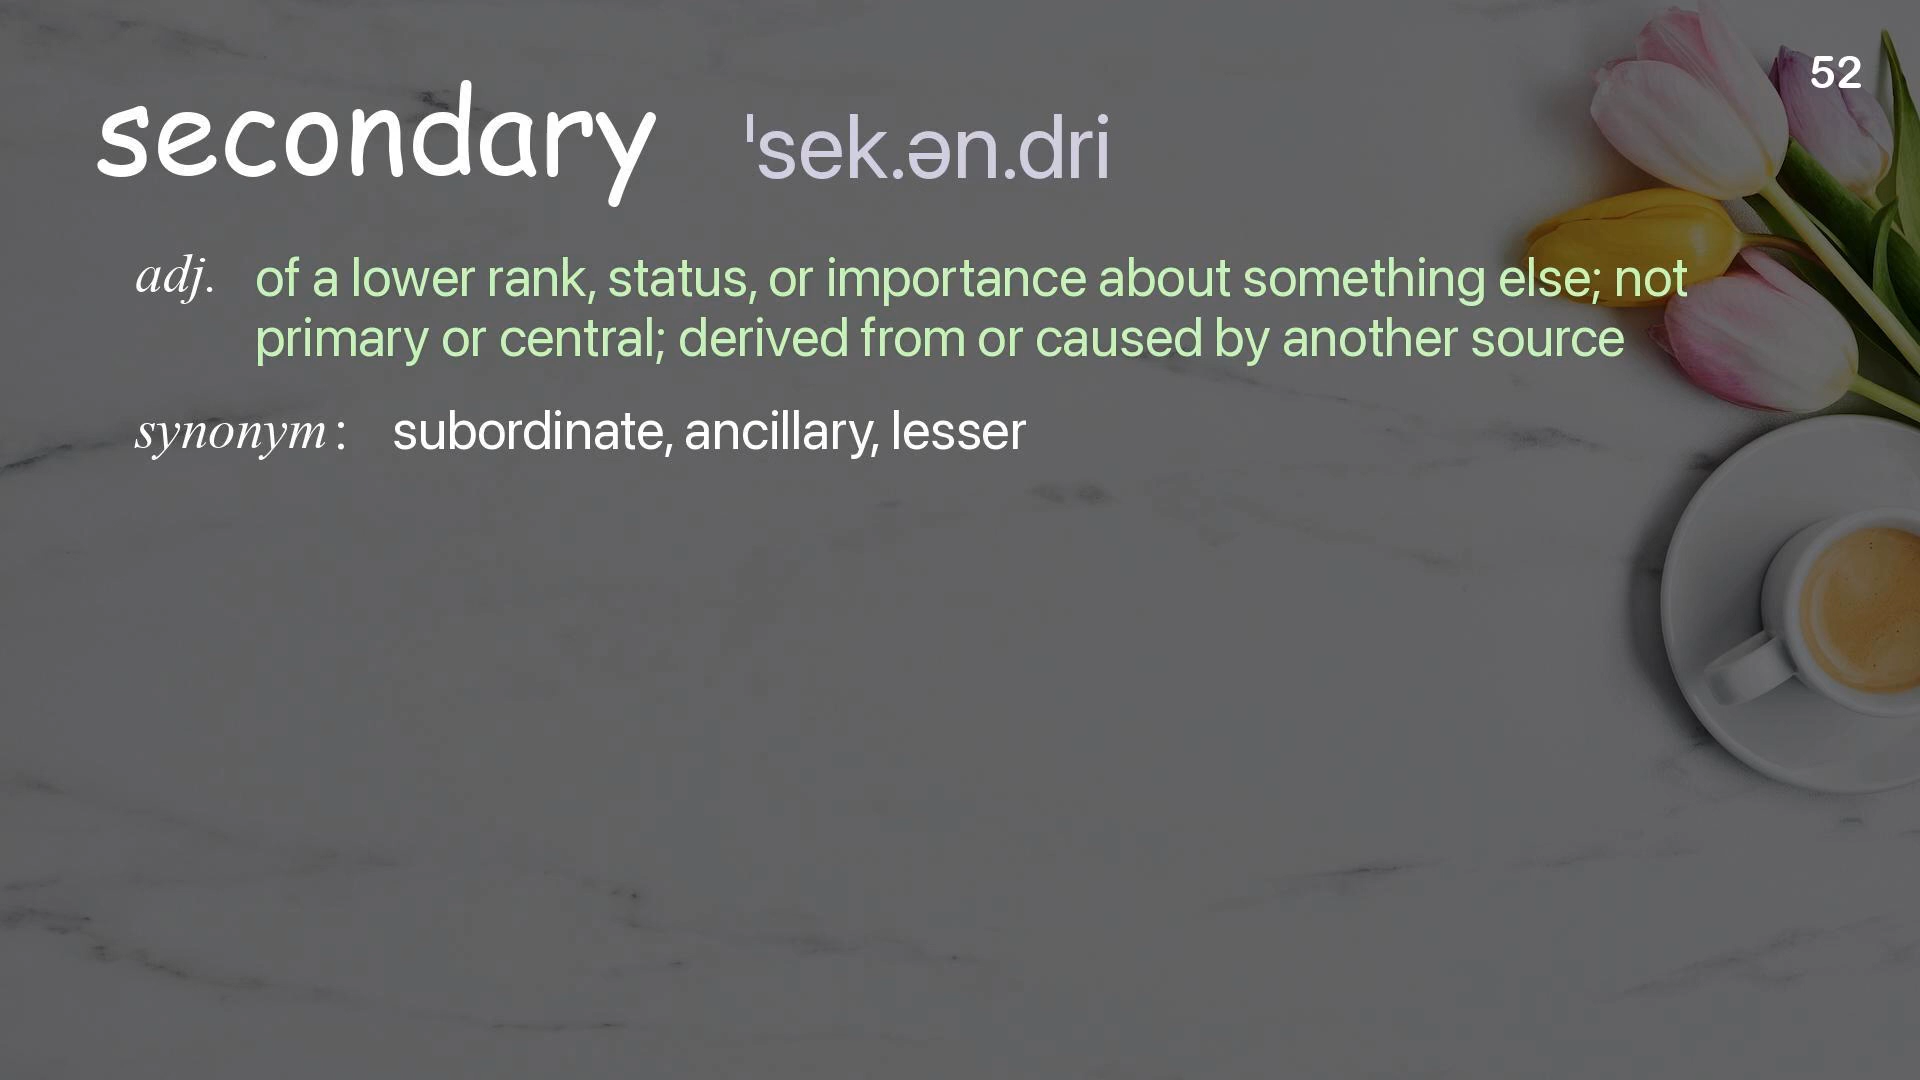 52
secondary ˈsek.ən.dri
adj. of a lower rank, status, or importance about something else; not
primary or central; derived from or caused by another source
synonym : subordinate, ancillary, lesser